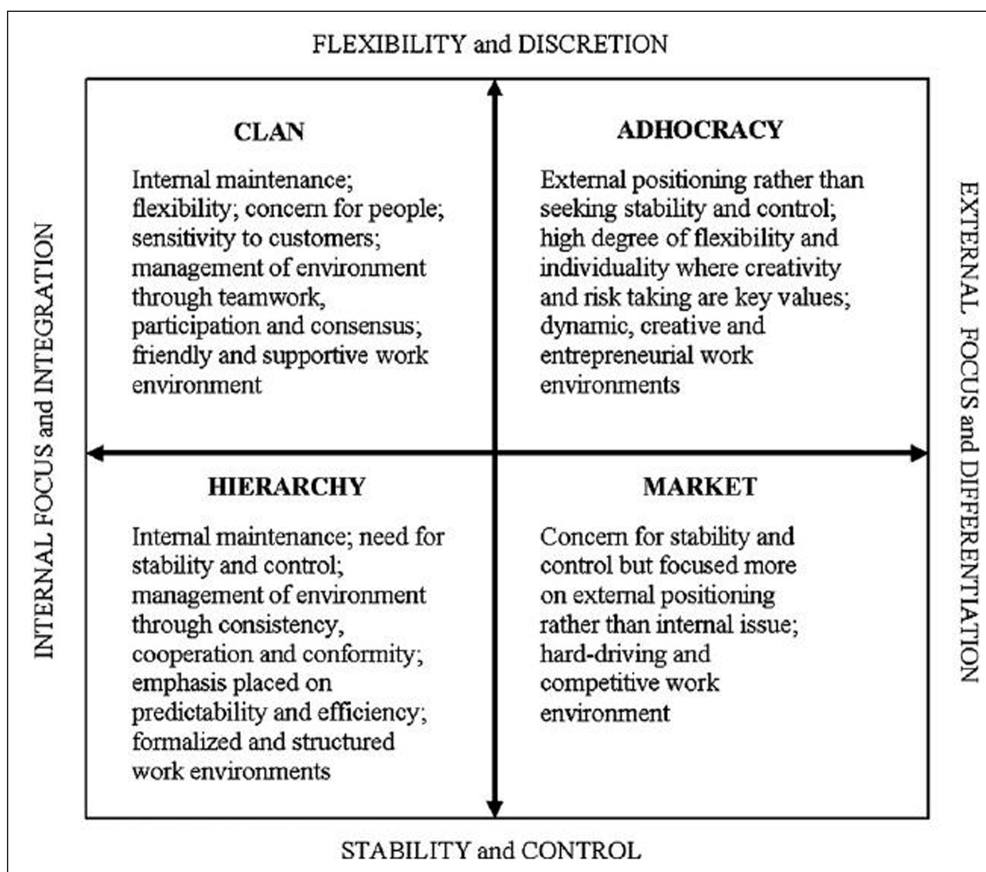 FLEXIBILITY and DISCRETION
INTERNAL FOCUS and INTEGRATION
CLAN
Internal maintenance;
flexibility; concern for people;
sensitivity to customers;
management of environment
through teamwork,
participation and consensus;
friendly and supportive work
environment
ADHOCRACY
External positioning rather than
seeking stability and control;
high degree of flexibility and
individuality where creativity
and risk taking are key values;
dynamic, creative and
entrepreneurial work
environments
HIERARCHY
Internal maintenance; need for
stability and control;
management of environment
through consistency,
cooperation and conformity;
emphasis placed on
predictability and efficiency;
formalized and structured
work environments
MARKET
Concern for stability and
control but focused more
on external positioning
rather than internal issue;
hard-driving and
competitive work
environment
EXTERNAL FOCUS and DIFFERENTIATION
STABILITY and CONTROL